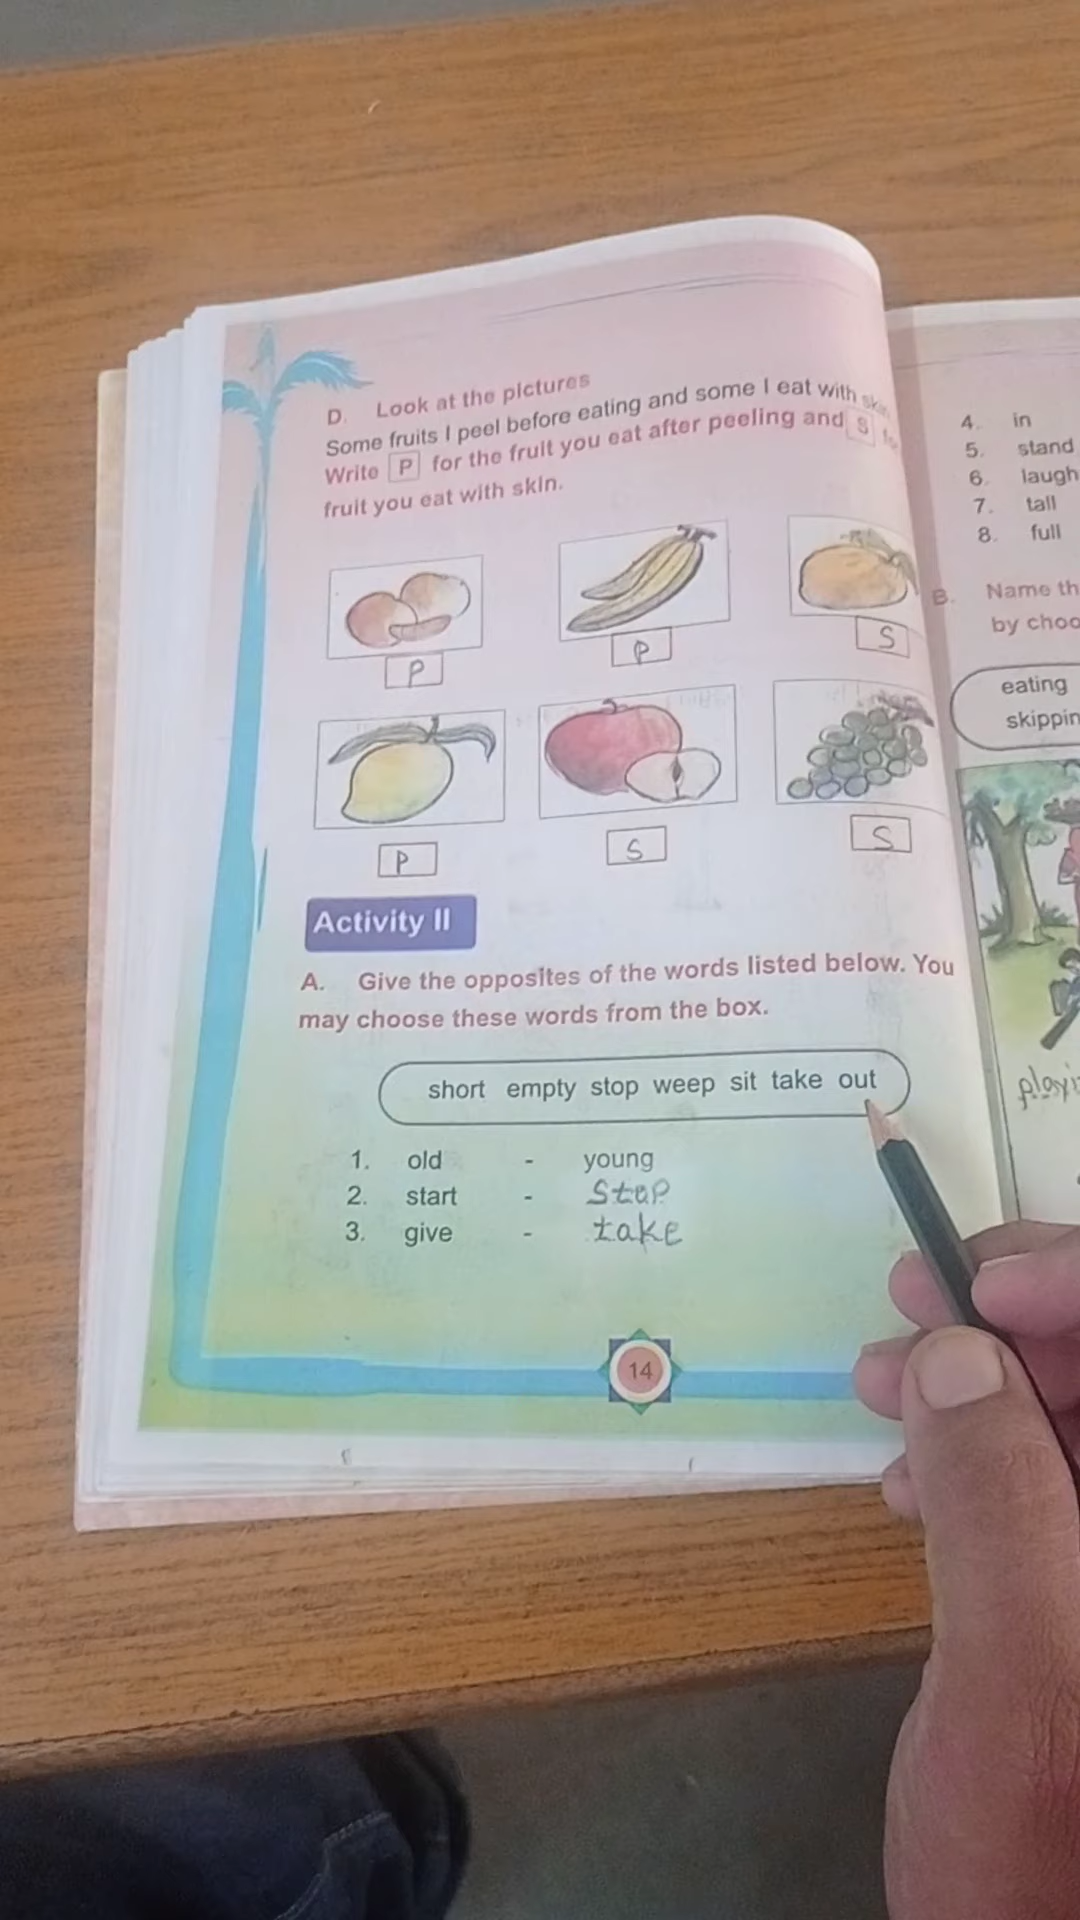 D. Look at the pictures
Some fruits I peel before eating and some I eat with skin
Write P for the fruit you eat after peeling and S
fruit you eat with skin.
P
P
S
P
S
S
Activity II
A. Give the opposites of the words listed below. You
may choose these words from the box.
short empty stop weep sit take out
1. old - young
2. start - Stop
3. give - take
14
4. in
5. stand
6. laugh
7. tall
8. full
B. Name th
by choo
eating
skippin
playi